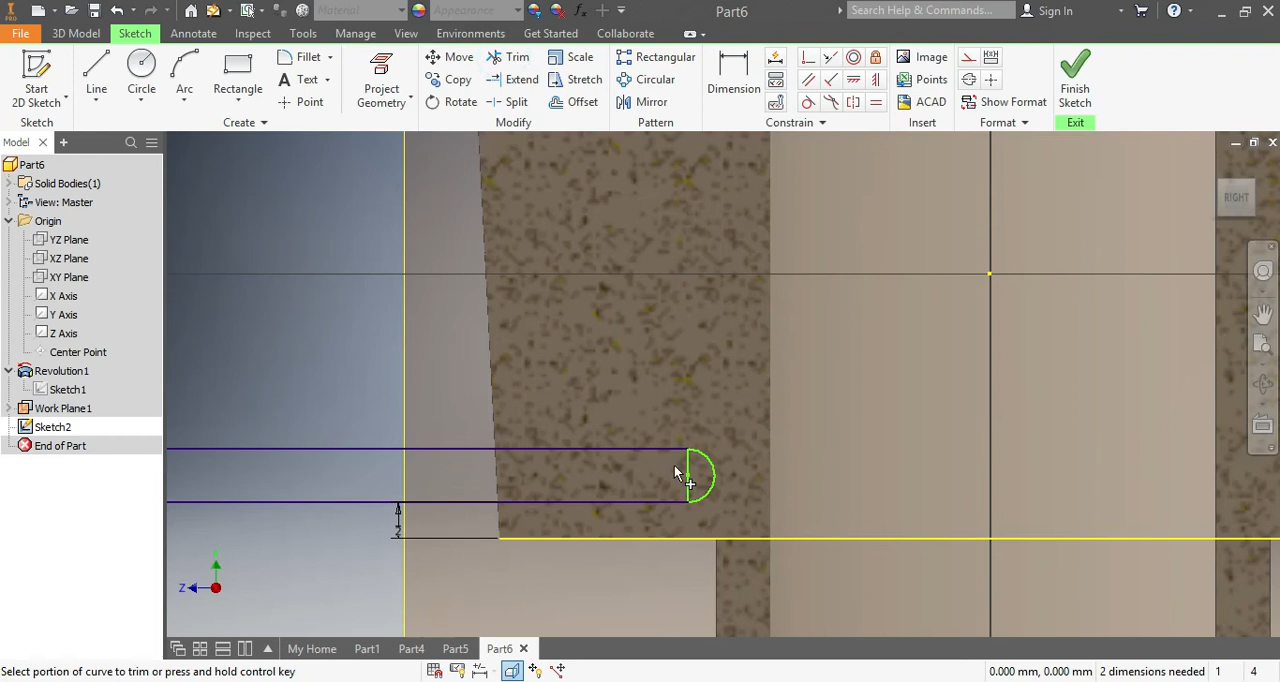 Material
Appearance
Part6
Search Help & Commands...
Sign In
File
3D Model
Sketch
Annotate
Inspect
Tools
Manage
View
Environments
Get Started
Collaborate
Start
2D Sketch
Line
Circle
Arc
Rectangle
Fillet
Text
Point
Project
Geometry
Move
Copy
Rotate
Trim
Extend
Split
Scale
Stretch
Offset
Rectangular
Circular
Mirror
Dimension
Image
Points
ACAD
Show Format
Finish
Sketch
Sketch
Create
Modify
Pattern
Constrain
Insert
Format
Exit
Model
Part6
Solid Bodies(1)
View: Master
Origin
YZ Plane
XZ Plane
XY Plane
X Axis
Y Axis
Z Axis
Center Point
Revolution1
Sketch1
Work Plane1
Sketch2
End of Part
RIGHT
2
Z
My Home
Part1
Part4
Part5
Part6
Select portion of curve to trim or press and hold control key
0.000 mm, 0.000 mm
2 dimensions needed
1
4